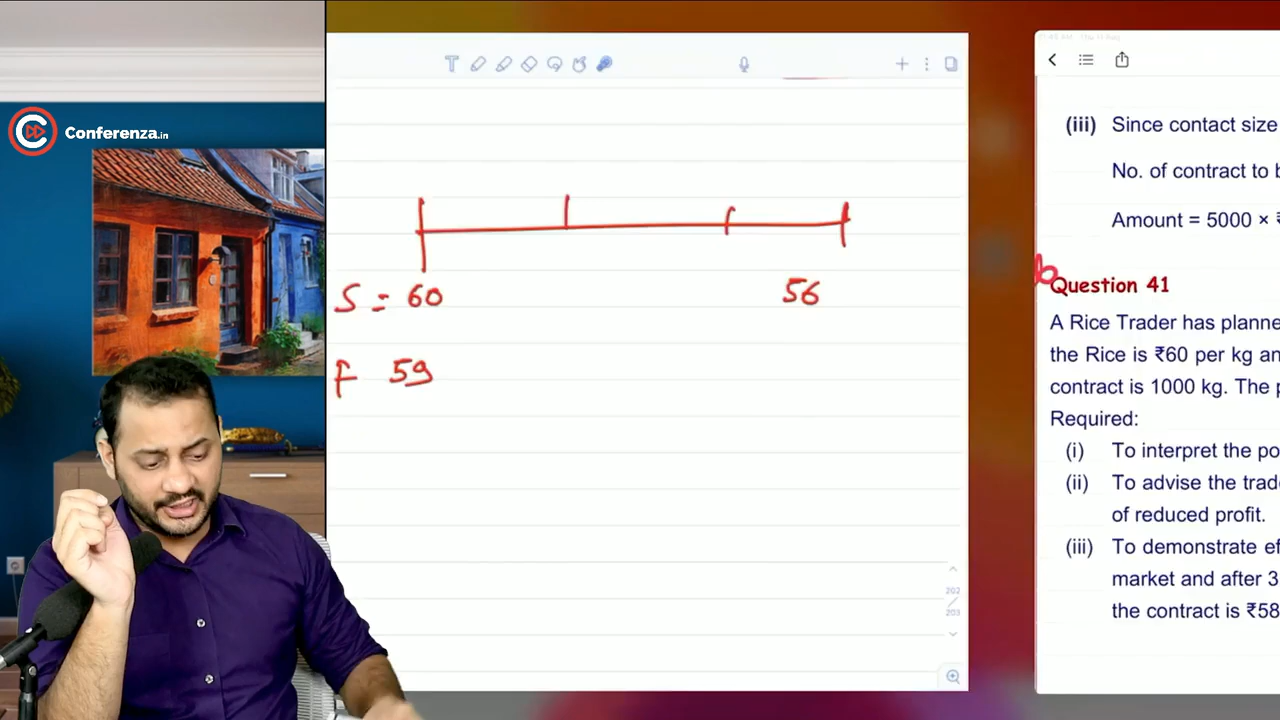 Conferenza.in
S = 60
56
F 59
202
203
(iii) Since contact size
No. of contract to b
Amount = 5000 × ₹
Question 41
A Rice Trader has planne
the Rice is ₹60 per kg an
contract is 1000 kg. The p
Required:
(i) To interpret the po
(ii) To advise the trad
of reduced profit.
(iii) To demonstrate ef
market and after 3
the contract is ₹58